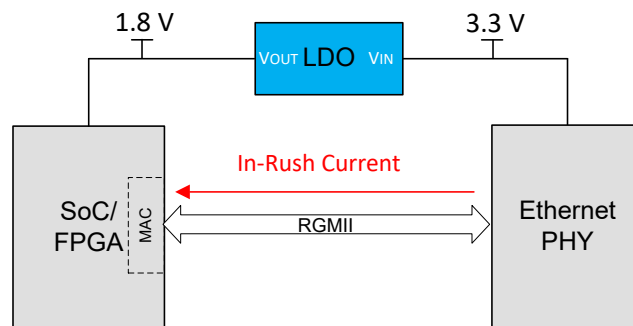 1.8 V
3.3 V
VOUT LDO VIN
In-Rush Current
SoC/
FPGA
MAC
RGMII
Ethernet
PHY